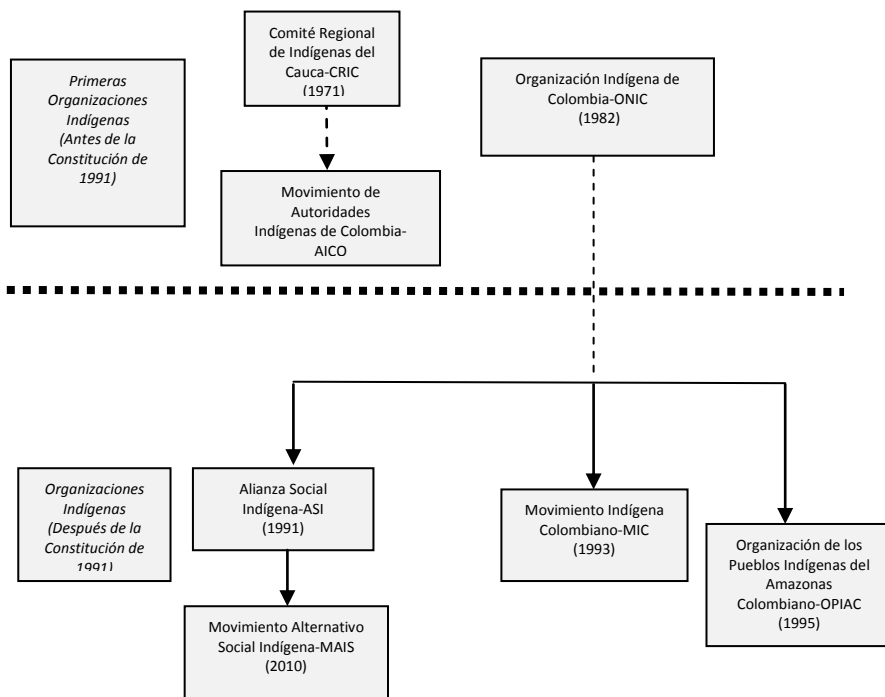 Primeras
Organizaciones
Indígenas
(Antes de la
Constitución de
1991)
Comité Regional
de Indígenas del
Cauca-CRIC
(1971)
Organización Indígena de
Colombia-ONIC
(1982)
Movimiento de
Autoridades
Indígenas de Colombia-
AICO
Organizaciones
Indígenas
(Después de la
Constitución de
1991)
Alianza Social
Indígena-ASI
(1991)
Movimiento Indígena
Colombiano-MIC
(1993)
Organización de los
Pueblos Indígenas del
Amazonas
Colombiano-OPIAC
(1995)
Movimiento Alternativo
Social Indígena-MAIS
(2010)